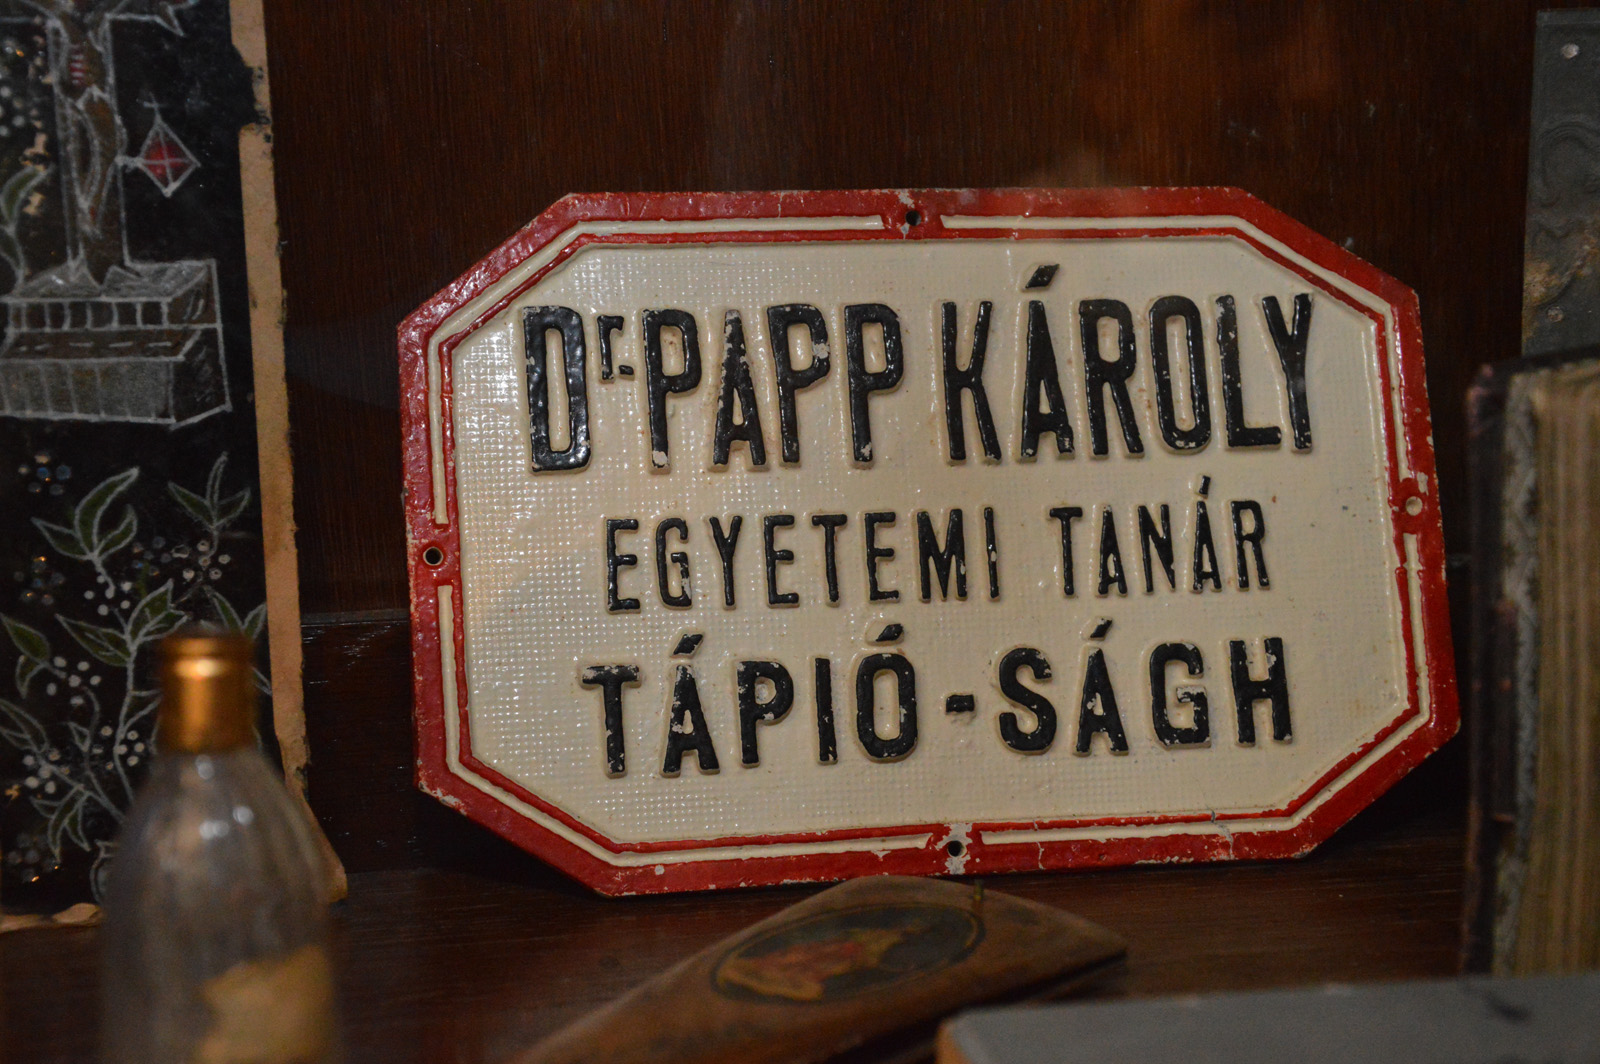 Dr. PAPP KÁROLY
EGYETEMI TANÁR
TÁPIÓ-SÁGH